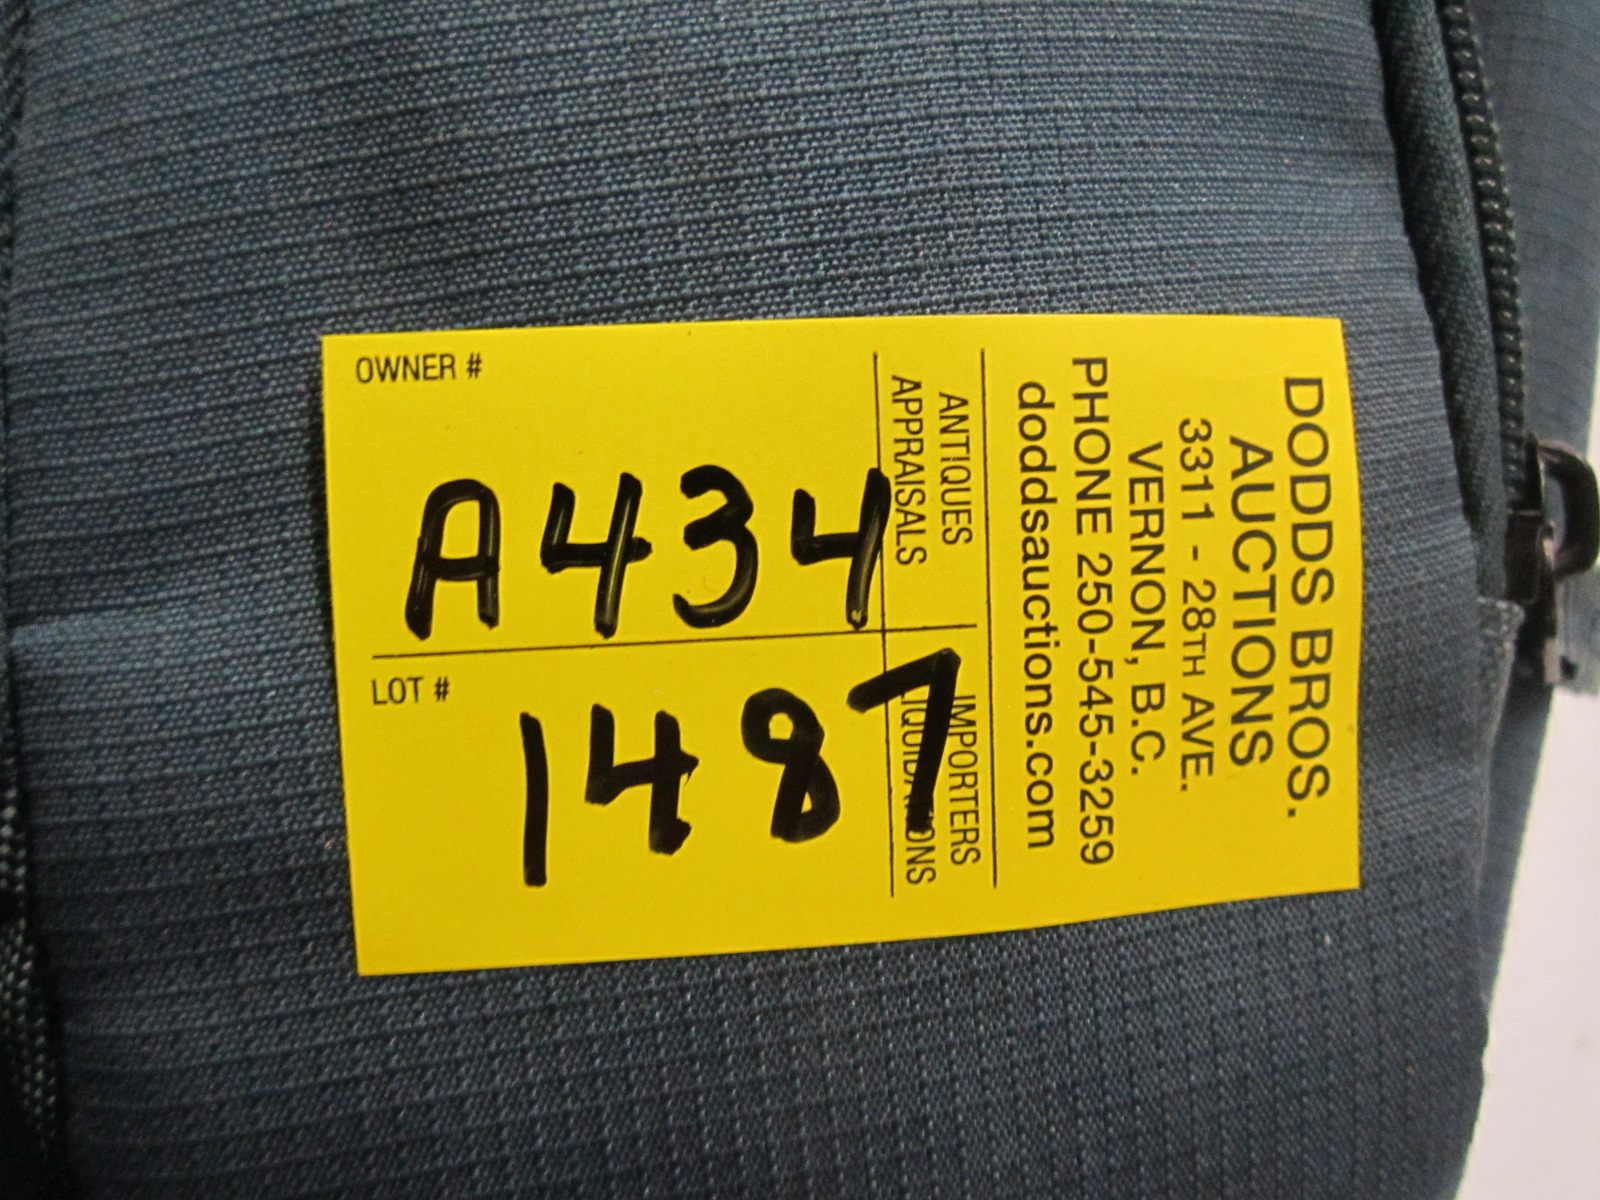 DODDS BROS.
AUCTIONS
3311 - 28TH AVE.
VERNON, B.C.
PHONE 250-545-3259
doddsauctions.com
ANTIQUES
APPRAISALS
IMPORTERS
LIQUIDATIONS
OWNER #
A434
LOT #
1487